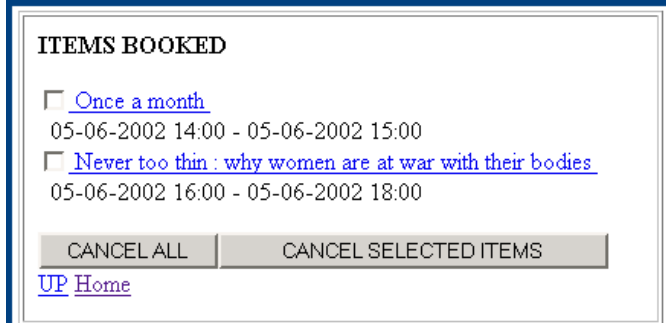 ITEMS BOOKED
Once a month
05-06-2002 14:00 - 05-06-2002 15:00
Never too thin : why women are at war with their bodies
05-06-2002 16:00 - 05-06-2002 18:00
CANCEL ALL CANCEL SELECTED ITEMS
UP Home